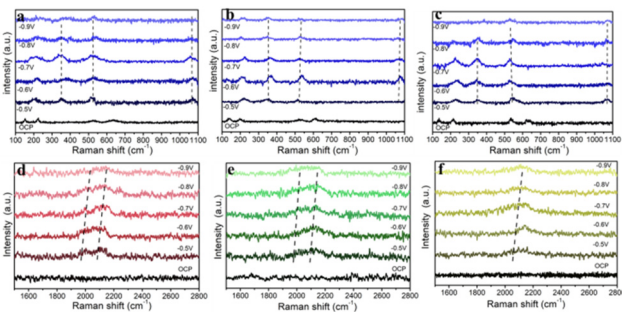 a
-0.9V
-0.8V
-0.7V
-0.6V
-0.5V
OCP
intensity (a.u.)
100 200 300 400 500 600 700 800 900 1000 1100
Raman shift (cm⁻¹)
b
-0.9V
-0.8V
-0.7V
-0.6V
-0.5V
OCP
intensity (a.u.)
100 200 300 400 500 600 700 800 900 1000 1100
Raman shift (cm⁻¹)
c
-0.9V
-0.8V
-0.7V
-0.6V
-0.5V
OCP
intensity (a.u.)
100 200 300 400 500 600 700 800 900 1000 1100
Raman shift (cm⁻¹)
d
-0.9V
-0.8V
-0.7V
-0.6V
-0.5V
OCP
Intensity (a.u.)
1600 1800 2000 2200 2400 2600 2800
Raman shift (cm⁻¹)
e
-0.9V
-0.8V
-0.7V
-0.6V
-0.5V
OCP
Intensity (a.u.)
1600 1800 2000 2200 2400 2600 2800
Raman shift (cm⁻¹)
f
-0.9V
-0.8V
-0.7V
-0.6V
-0.5V
OCP
Intensity (a.u.)
1600 1800 2000 2200 2400 2600 2800
Raman shift (cm⁻¹)